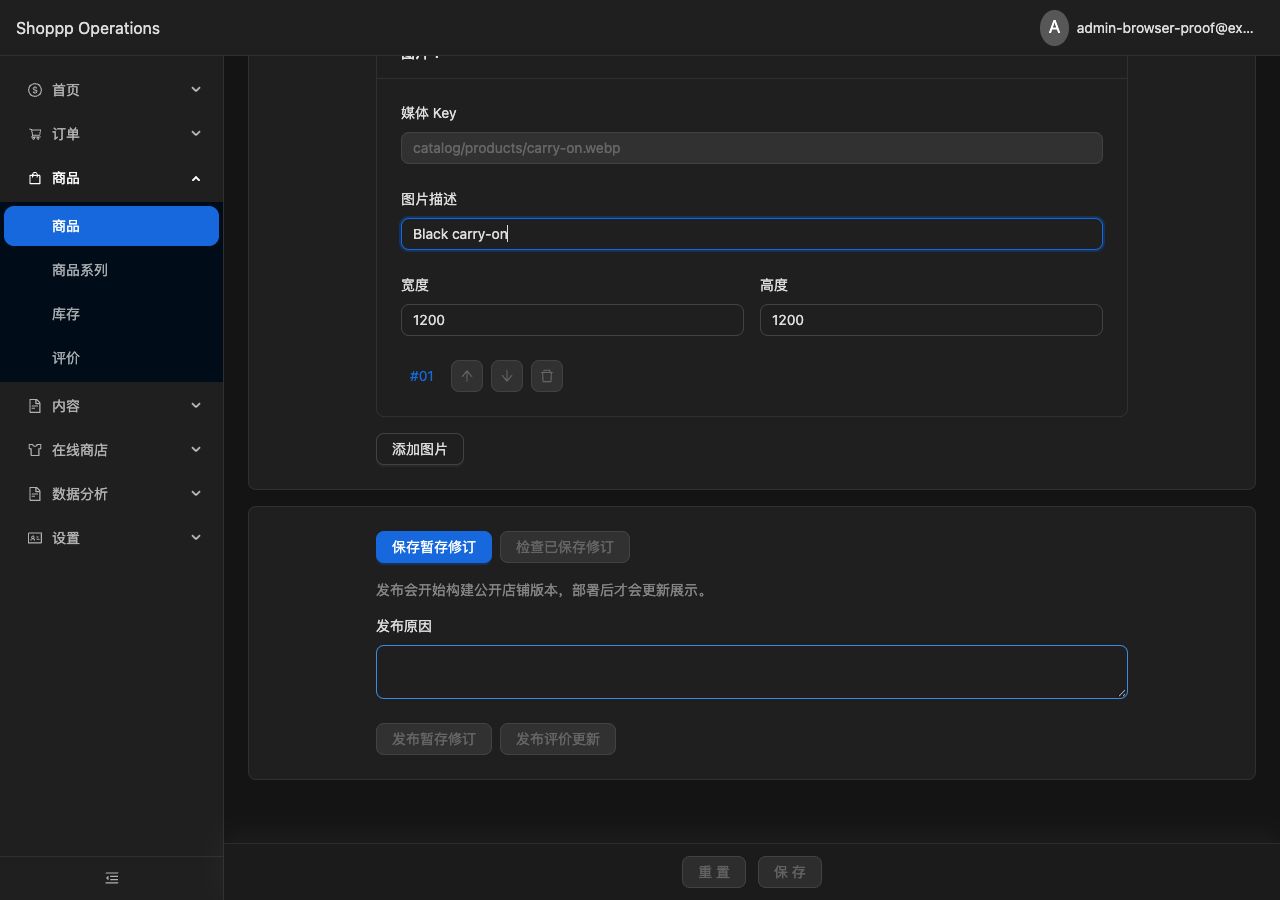 Shoppp Operations
A
admin-browser-proof@ex...
首页
订单
商品
商品
商品系列
库存
评价
内容
在线商店
数据分析
设置
媒体 Key
catalog/products/carry-on.webp
图片描述
Black carry-on
宽度
高度
1200
1200
#01
添加图片
保存暂存修订
检查已保存修订
发布会开始构建公开店铺版本，部署后才会更新展示。
发布原因
发布暂存修订
发布评价更新
重 置
保 存